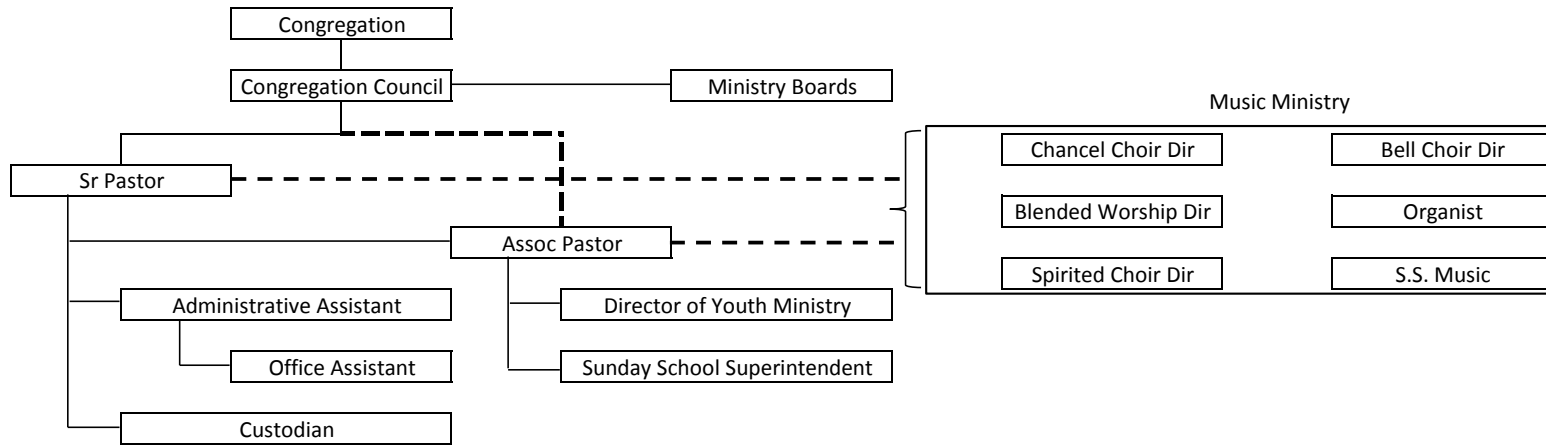 Congregation
Congregation Council
Ministry Boards
Music Ministry
Chancel Choir Dir
Bell Choir Dir
Sr Pastor
Blended Worship Dir
Organist
Assoc Pastor
Spirited Choir Dir
S.S. Music
Administrative Assistant
Director of Youth Ministry
Office Assistant
Sunday School Superintendent
Custodian